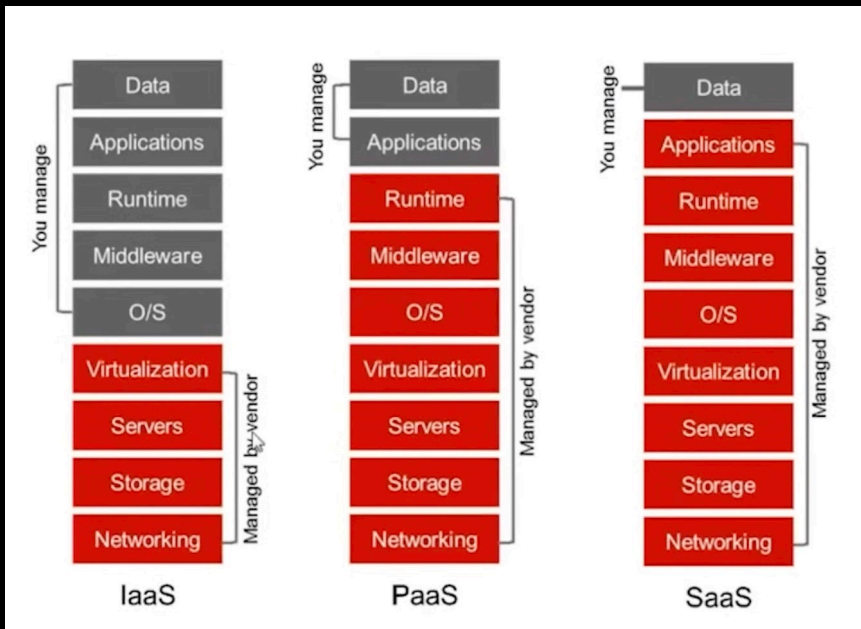 You manage
Data
Applications
Runtime
Middleware
O/S
Virtualization
Servers
Storage
Networking
Managed by vendor
IaaS
You manage
Data
Applications
Runtime
Middleware
O/S
Virtualization
Servers
Storage
Networking
Managed by vendor
PaaS
You manage
Data
Applications
Runtime
Middleware
O/S
Virtualization
Servers
Storage
Networking
Managed by vendor
SaaS